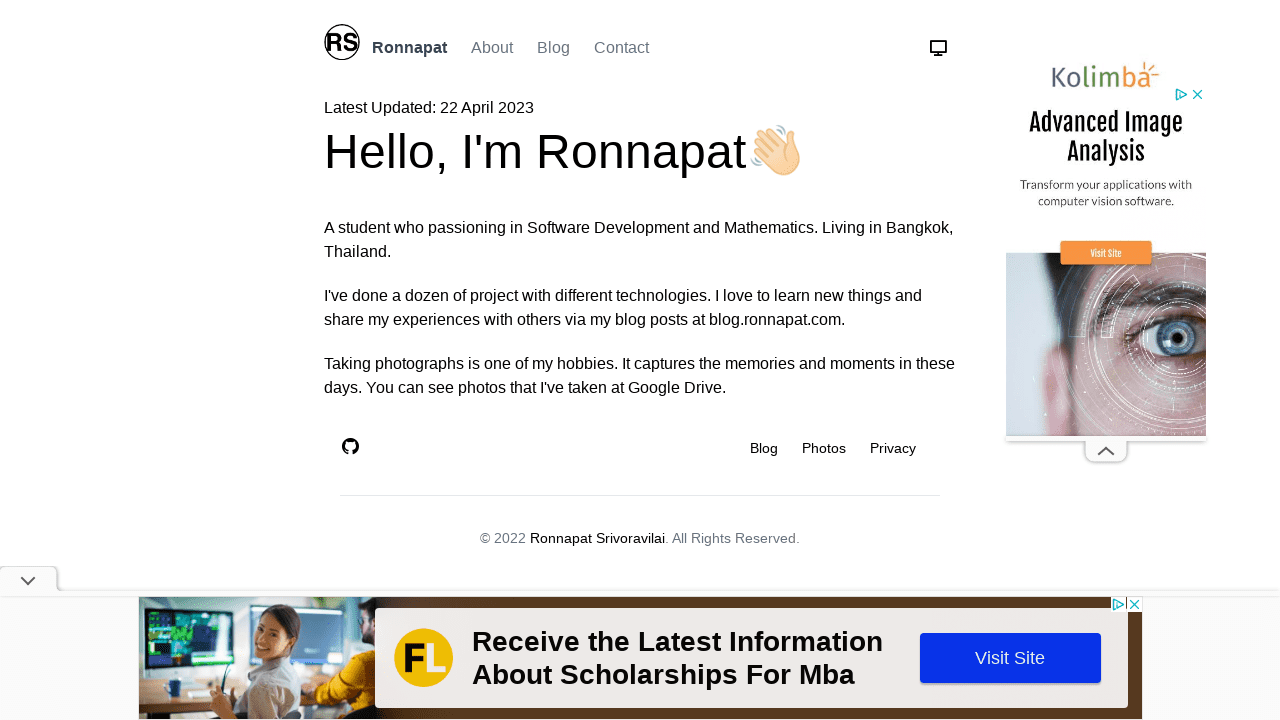 RS Ronnapat About Blog Contact
Latest Updated: 22 April 2023
Hello, I'm Ronnapat👋🏻
A student who passioning in Software Development and Mathematics. Living in Bangkok,
Thailand.
I've done a dozen of project with different technologies. I love to learn new things and
share my experiences with others via my blog posts at blog.ronnapat.com.
Taking photographs is one of my hobbies. It captures the memories and moments in these
days. You can see photos that I've taken at Google Drive.
Blog Photos Privacy
© 2022 Ronnapat Srivoravilai. All Rights Reserved.
Kolimba
Advanced Image
Analysis
Transform your applications with
computer vision software.
Visit Site
FL
Receive the Latest Information
About Scholarships For Mba
Visit Site